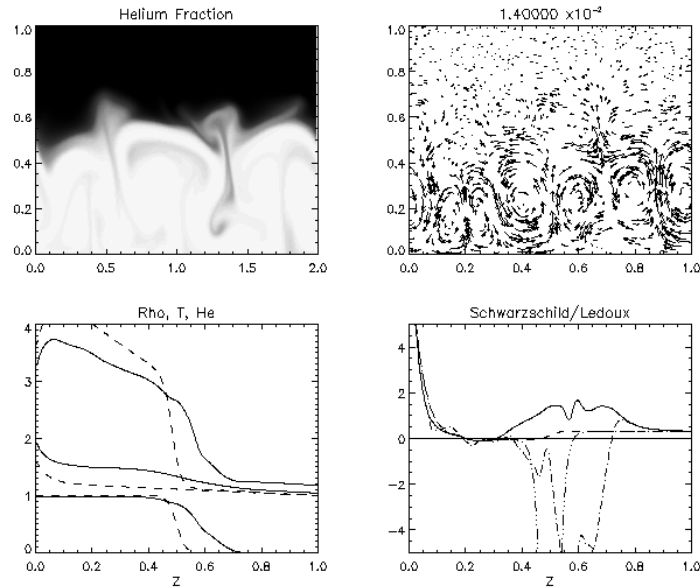 Helium Fraction
1.0
0.8
0.6
0.4
0.2
0.0
0.0 0.5 1.0 1.5 2.0
1.40000 x10⁻²
1.0
0.8
0.6
0.4
0.2
0.0
0.0 0.2 0.4 0.6 0.8 1.0
Rho, T, He
4
3
2
1
0
0.0 0.2 0.4 0.6 0.8 1.0
Z
Schwarzschild/Ledoux
4
2
0
-2
-4
0.0 0.2 0.4 0.6 0.8 1.0
Z